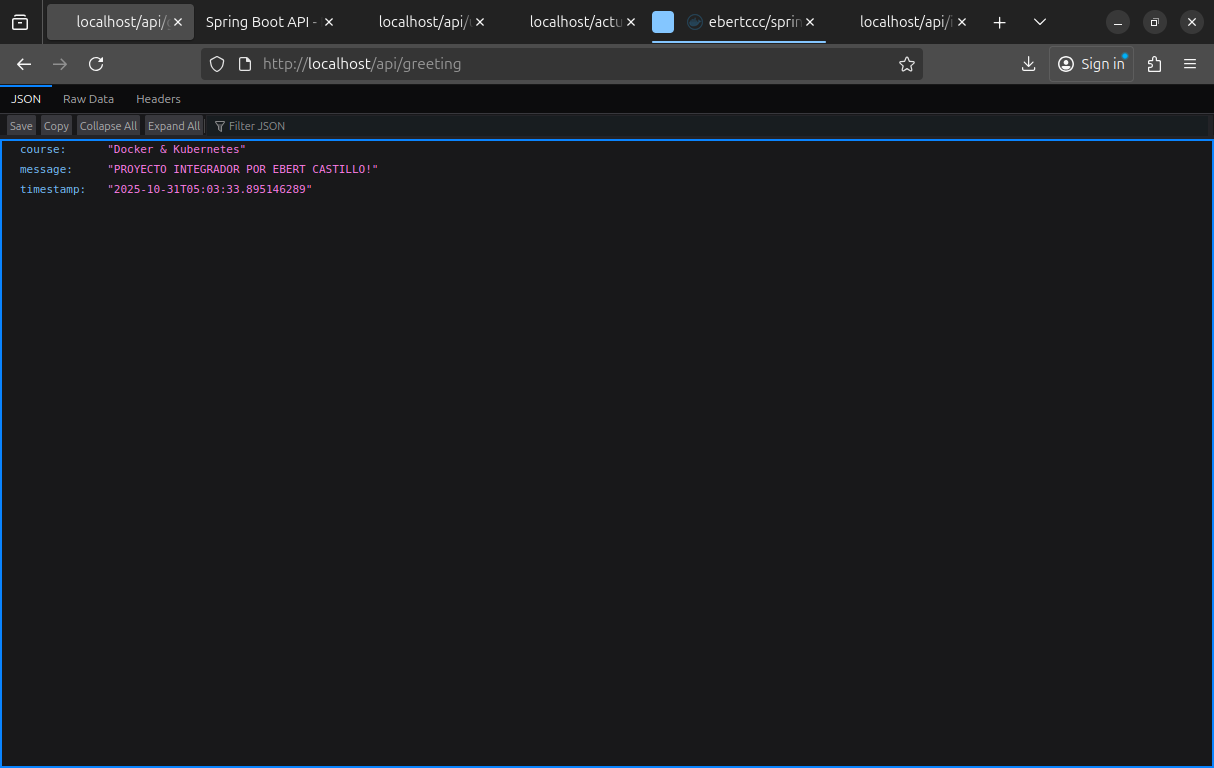 localhost/api/g
Spring Boot API -
localhost/api/
localhost/actu
ebertccc/sprin
localhost/api/i
http://localhost/api/greeting
Sign in
JSON Raw Data Headers
Save Copy Collapse All Expand All Filter JSON
course: "Docker & Kubernetes"
message: "PROYECTO INTEGRADOR POR EBERT CASTILLO!"
timestamp: "2025-10-31T05:03:33.895146289"